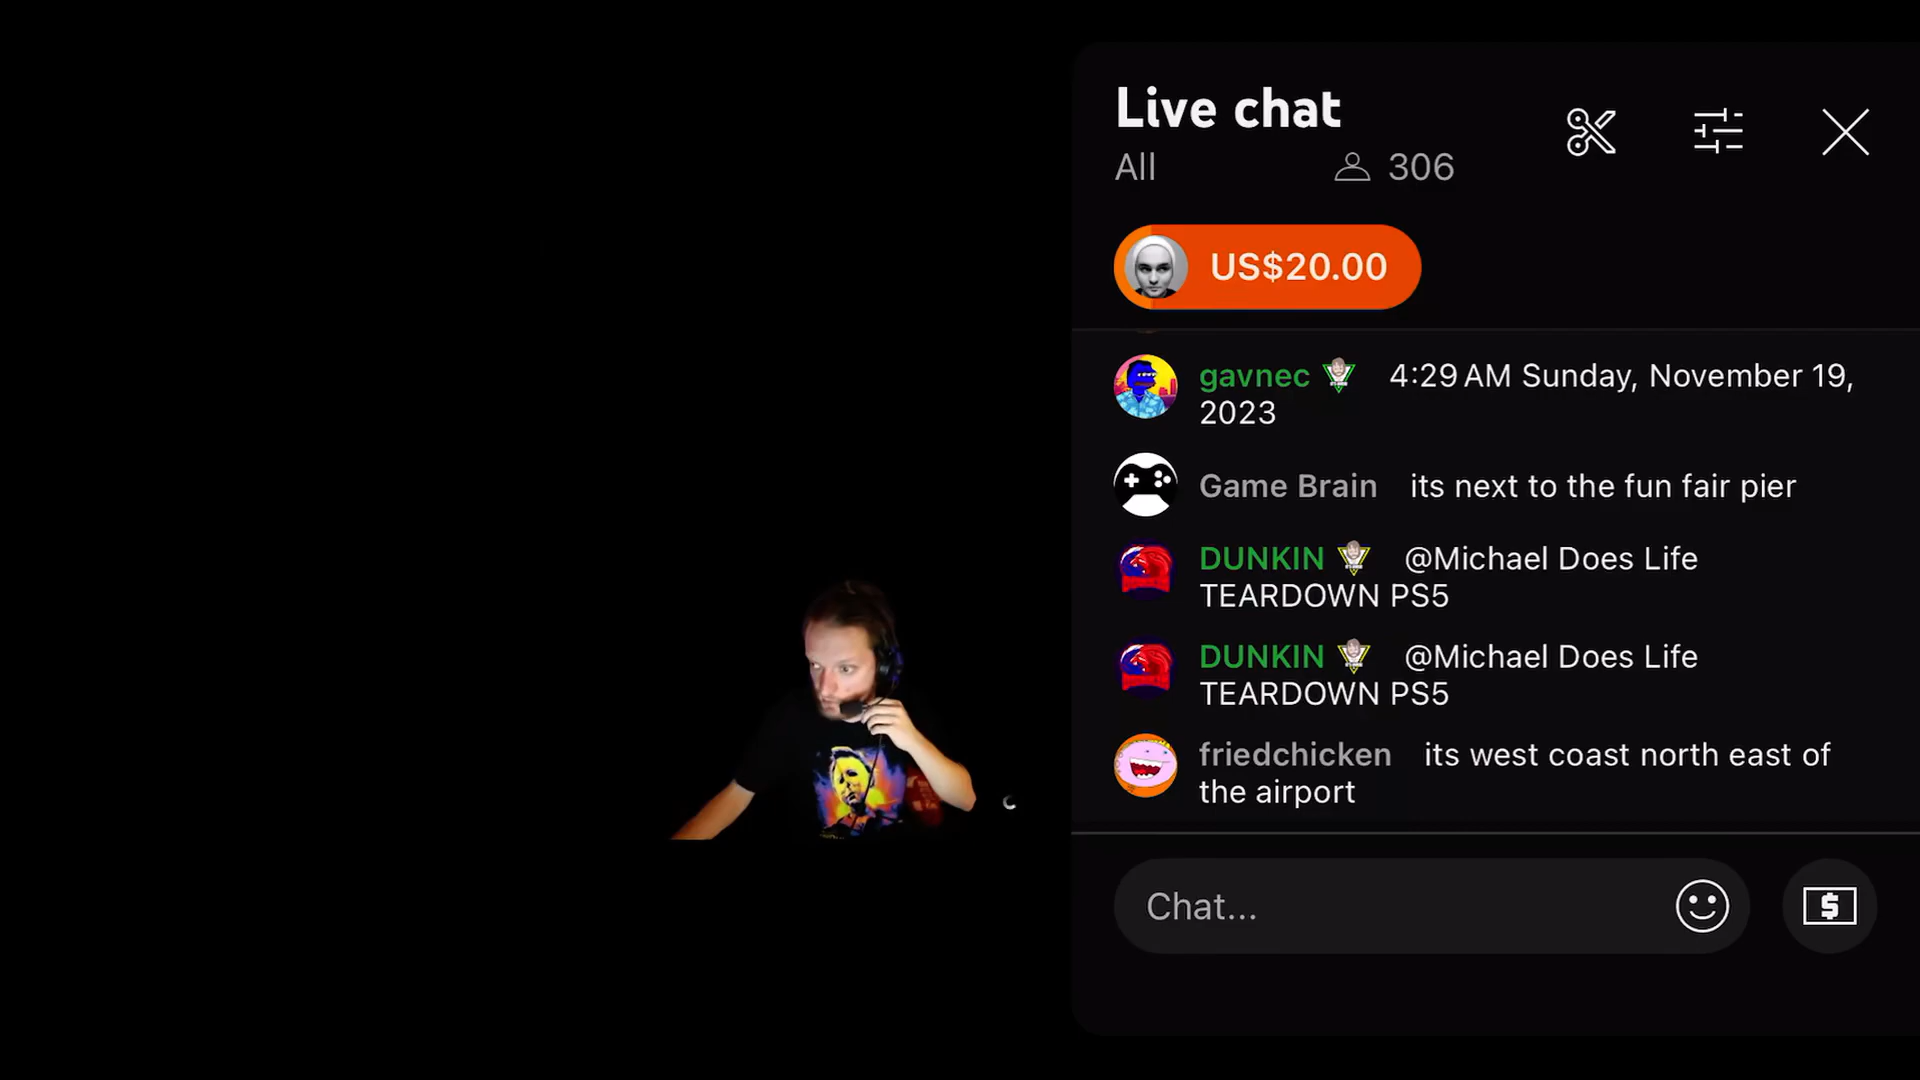 Live chat
All 306
US$20.00
gavnec 4:29 AM Sunday, November 19,
2023
Game Brain its next to the fun fair pier
DUNKIN @Michael Does Life
TEARDOWN PS5
DUNKIN @Michael Does Life
TEARDOWN PS5
friedchicken its west coast north east of
the airport
Chat...
$